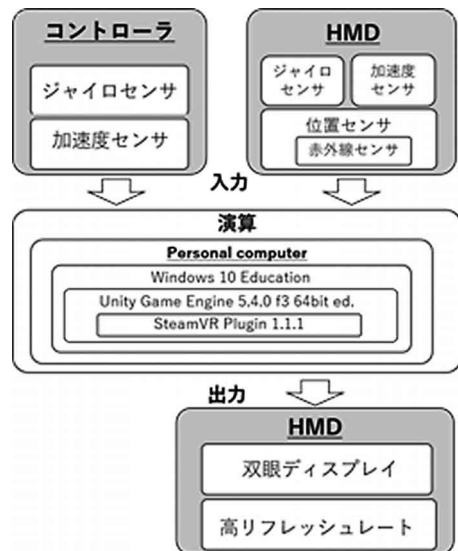 コントローラ
ジャイロセンサ
加速度センサ
HMD
ジャイロ
センサ
加速度
センサ
位置センサ
赤外線センサ
入力
演算
Personal computer
Windows 10 Education
Unity Game Engine 5.4.0 f3 64bit ed.
SteamVR Plugin 1.1.1
出力
HMD
双眼ディスプレイ
高リフレッシュレート